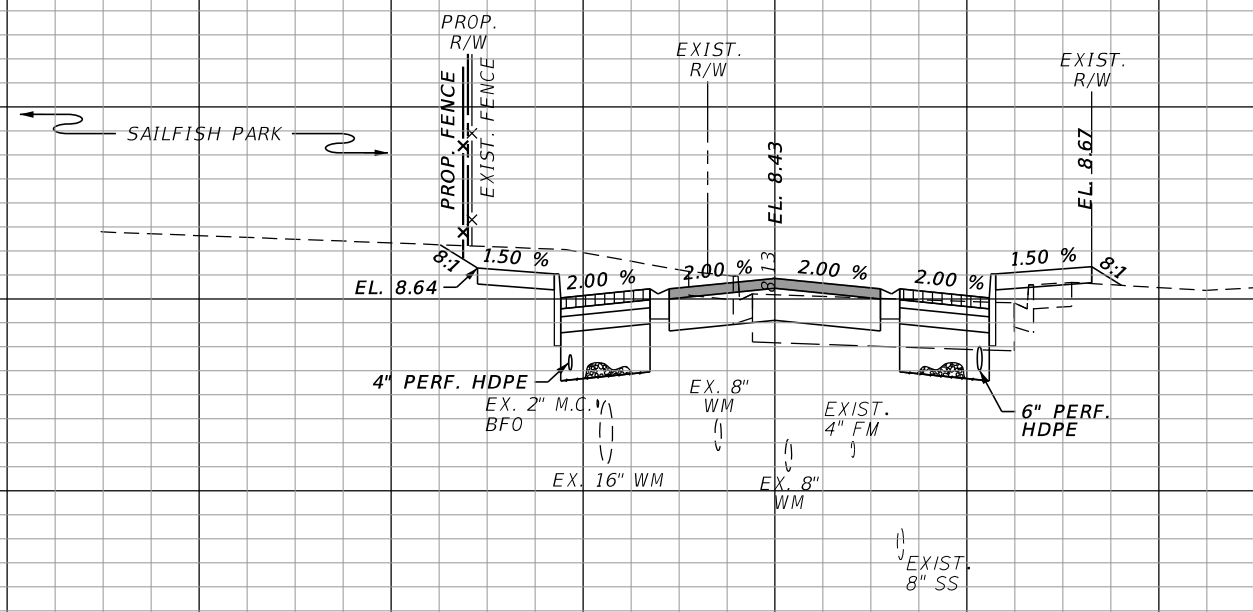 PROP.
R/W
EXIST.
R/W
EXIST.
R/W
PROP. FENCE
EXIST. FENCE
SAILFISH PARK
EL. 8.43
EL. 8.67
8:1
1.50 %
2.00 %
2.00 %
8.13
2.00 %
2.00 %
1.50 %
8:1
EL. 8.64
4" PERF. HDPE
EX. 2" M.C.
BFO
EX. 8"
WM
EXIST.
4" FM
6" PERF.
HDPE
EX. 16" WM
EX. 8"
WM
EXIST.
8" SS